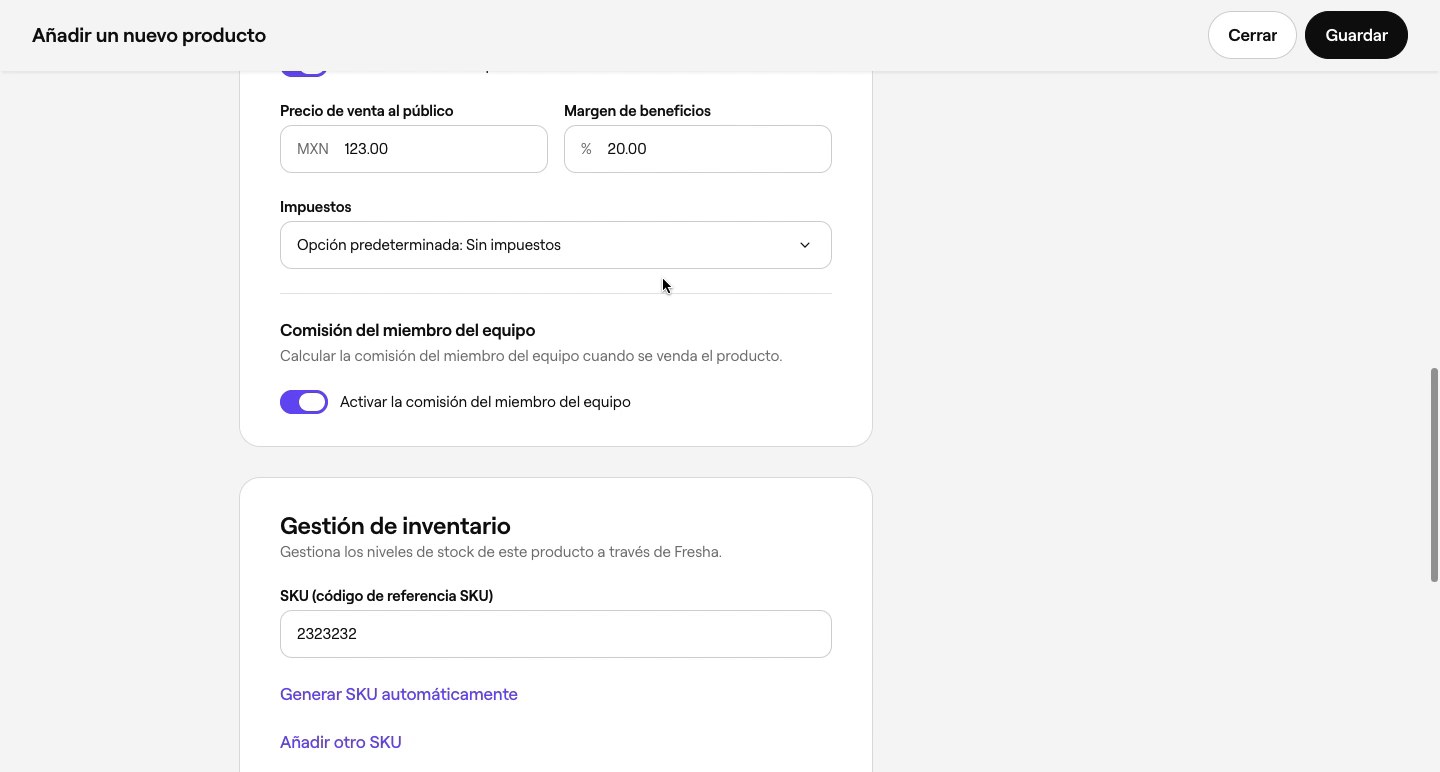 Añadir un nuevo producto
Cerrar
Guardar
Precio de venta al público
Margen de beneficios
MXN 123.00
% 20.00
Impuestos
Opción predeterminada: Sin impuestos
Comisión del miembro del equipo
Calcular la comisión del miembro del equipo cuando se venda el producto.
Activar la comisión del miembro del equipo
Gestión de inventario
Gestiona los niveles de stock de este producto a través de Fresha.
SKU (código de referencia SKU)
2323232
Generar SKU automáticamente
Añadir otro SKU